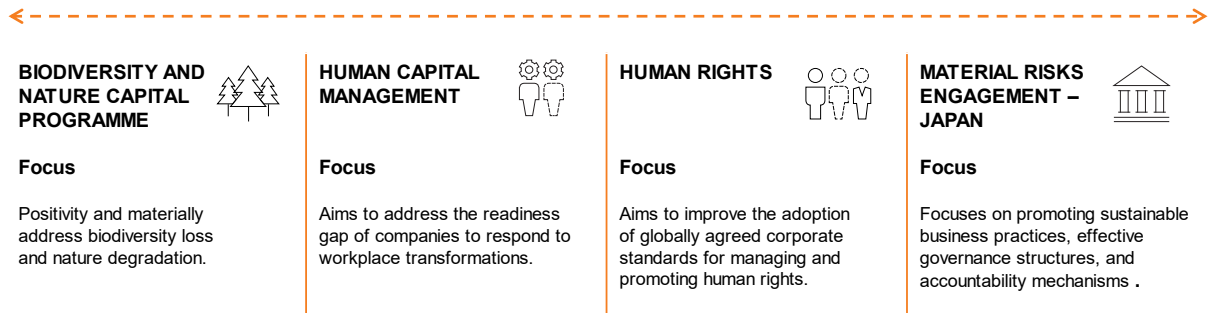 BIODIVERSITY AND
NATURE CAPITAL
PROGRAMME
Focus
Positivity and materially
address biodiversity loss
and nature degradation.
HUMAN CAPITAL
MANAGEMENT
Focus
Aims to address the readiness
gap of companies to respond to
workplace transformations.
HUMAN RIGHTS
Focus
Aims to improve the adoption
of globally agreed corporate
standards for managing and
promoting human rights.
MATERIAL RISKS
ENGAGEMENT –
JAPAN
Focus
Focuses on promoting sustainable
business practices, effective
governance structures, and
accountability mechanisms .